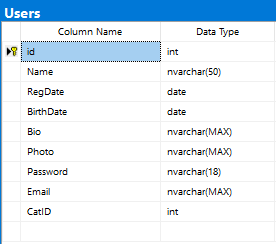 Users
Column Name Data Type
id int
Name nvarchar(50)
RegDate date
BirthDate date
Bio nvarchar(MAX)
Photo nvarchar(MAX)
Password nvarchar(18)
Email nvarchar(MAX)
CatID int